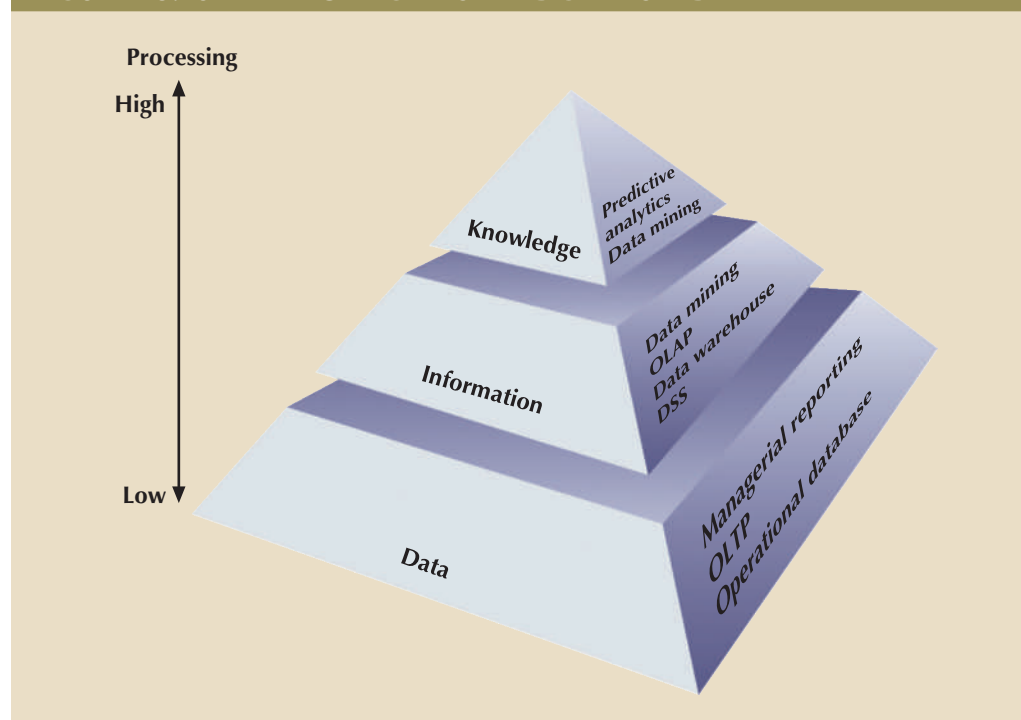 Processing
High
Low
Knowledge
Predictive
analytics
Data mining
Information
Data mining
OLAP
Data warehouse
DSS
Data
Managerial reporting
OLTP
Operational database